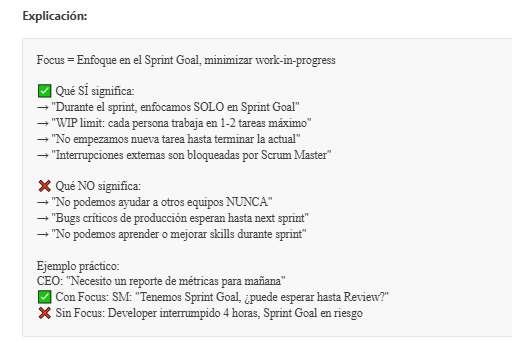 Explicación:
Focus = Enfoque en el Sprint Goal, minimizar work-in-progress
✅ Qué SÍ significa:
→ "Durante el sprint, enfocamos SOLO en Sprint Goal"
→ "WIP limit: cada persona trabaja en 1-2 tareas máximo"
→ "No empezamos nueva tarea hasta terminar la actual"
→ "Interrupciones externas son bloqueadas por Scrum Master"
❌ Qué NO significa:
→ "No podemos ayudar a otros equipos NUNCA"
→ "Bugs críticos de producción esperan hasta next sprint"
→ "No podemos aprender o mejorar skills durante sprint"
Ejemplo práctico:
CEO: "Necesito un reporte de métricas para mañana"
✅ Con Focus: SM: "Tenemos Sprint Goal, ¿puede esperar hasta Review?"
❌ Sin Focus: Developer interrumpido 4 horas, Sprint Goal en riesgo